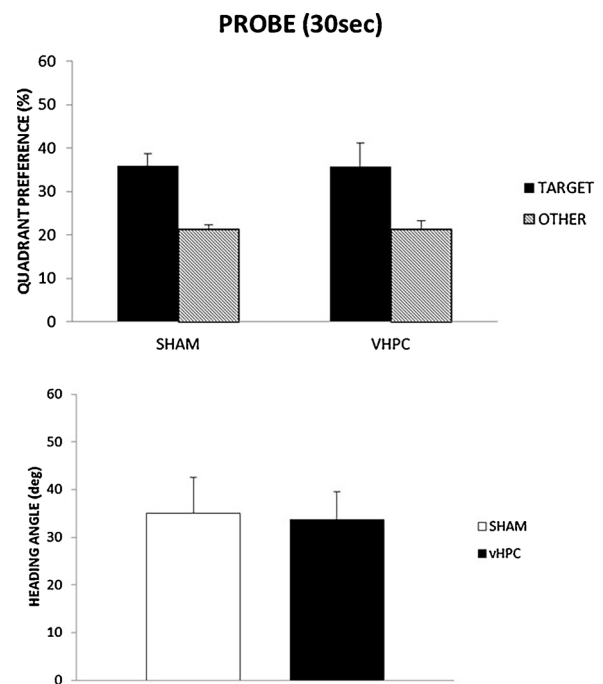 PROBE (30sec)
60
50
40
30
20
10
0
QUADRANT PREFERENCE (%)
SHAM
VHPC
TARGET
OTHER
60
50
40
30
20
10
0
HEADING ANGLE (deg)
SHAM
vHPC